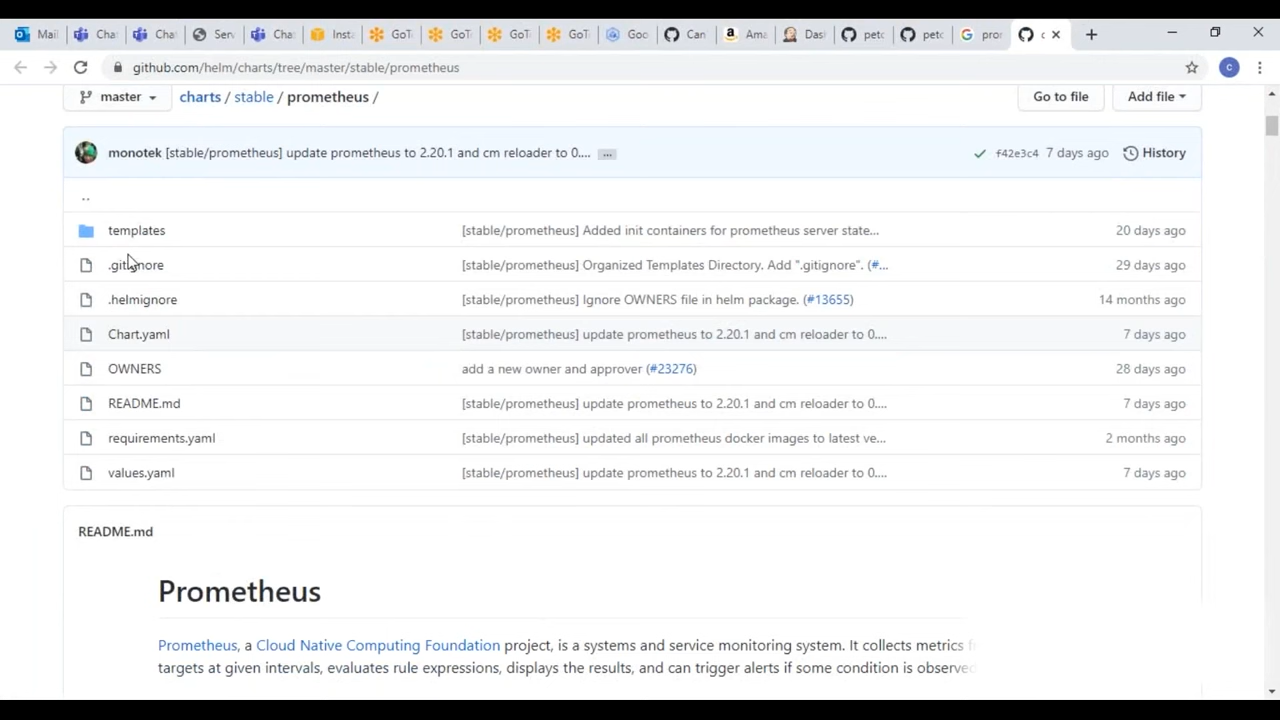 Mail Cha Cha Serv Cha Insta GoTo GoTo GoTo GoTo Goo Can Ama Das petc petc pron c
github.com/helm/charts/tree/master/stable/prometheus
c
master charts / stable / prometheus / Go to file Add file
monotek [stable/prometheus] update prometheus to 2.20.1 and cm reloader to 0.... ... f42e3c4 7 days ago History
..
templates [stable/prometheus] Added init containers for prometheus server state... 20 days ago
.gitignore [stable/prometheus] Organized Templates Directory. Add ".gitignore". (#... 29 days ago
.helmignore [stable/prometheus] Ignore OWNERS file in helm package. (#13655) 14 months ago
Chart.yaml [stable/prometheus] update prometheus to 2.20.1 and cm reloader to 0.... 7 days ago
OWNERS add a new owner and approver (#23276) 28 days ago
README.md [stable/prometheus] update prometheus to 2.20.1 and cm reloader to 0.... 7 days ago
requirements.yaml [stable/prometheus] updated all prometheus docker images to latest ve... 2 months ago
values.yaml [stable/prometheus] update prometheus to 2.20.1 and cm reloader to 0.... 7 days ago
README.md
Prometheus
Prometheus, a Cloud Native Computing Foundation project, is a systems and service monitoring system. It collects metrics
targets at given intervals, evaluates rule expressions, displays the results, and can trigger alerts if some condition is observed